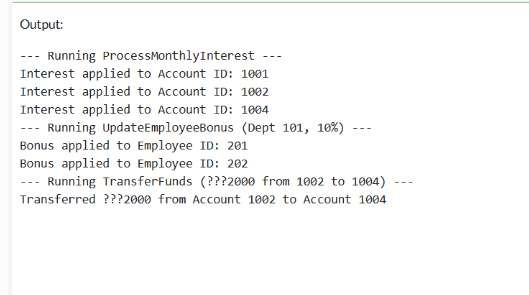 Output:
--- Running ProcessMonthlyInterest ---
Interest applied to Account ID: 1001
Interest applied to Account ID: 1002
Interest applied to Account ID: 1004
--- Running UpdateEmployeeBonus (Dept 101, 10%) ---
Bonus applied to Employee ID: 201
Bonus applied to Employee ID: 202
--- Running TransferFunds (???2000 from 1002 to 1004) ---
Transferred ???2000 from Account 1002 to Account 1004